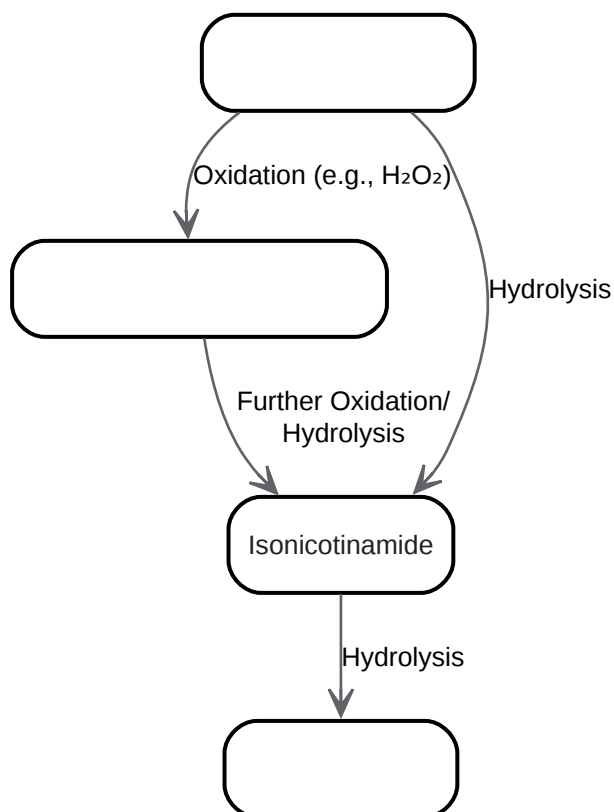 Oxidation (e.g., H₂O₂)
Hydrolysis
Further Oxidation/
Hydrolysis
Isonicotinamide
Hydrolysis